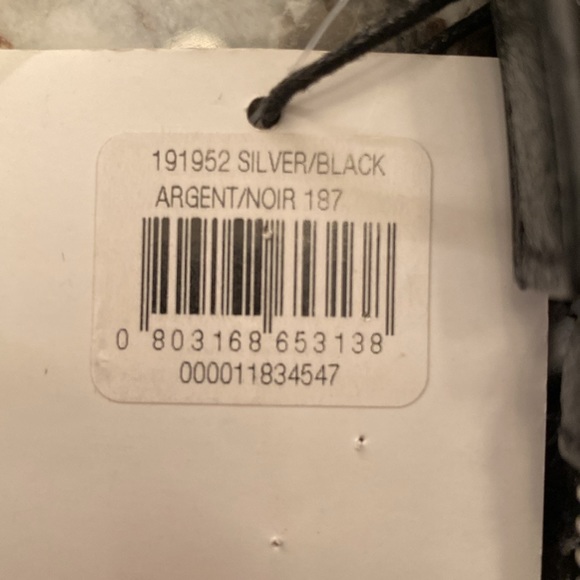 191952 SILVER/BLACK
ARGENT/NOIR 187
0 803168 653138
000011834547